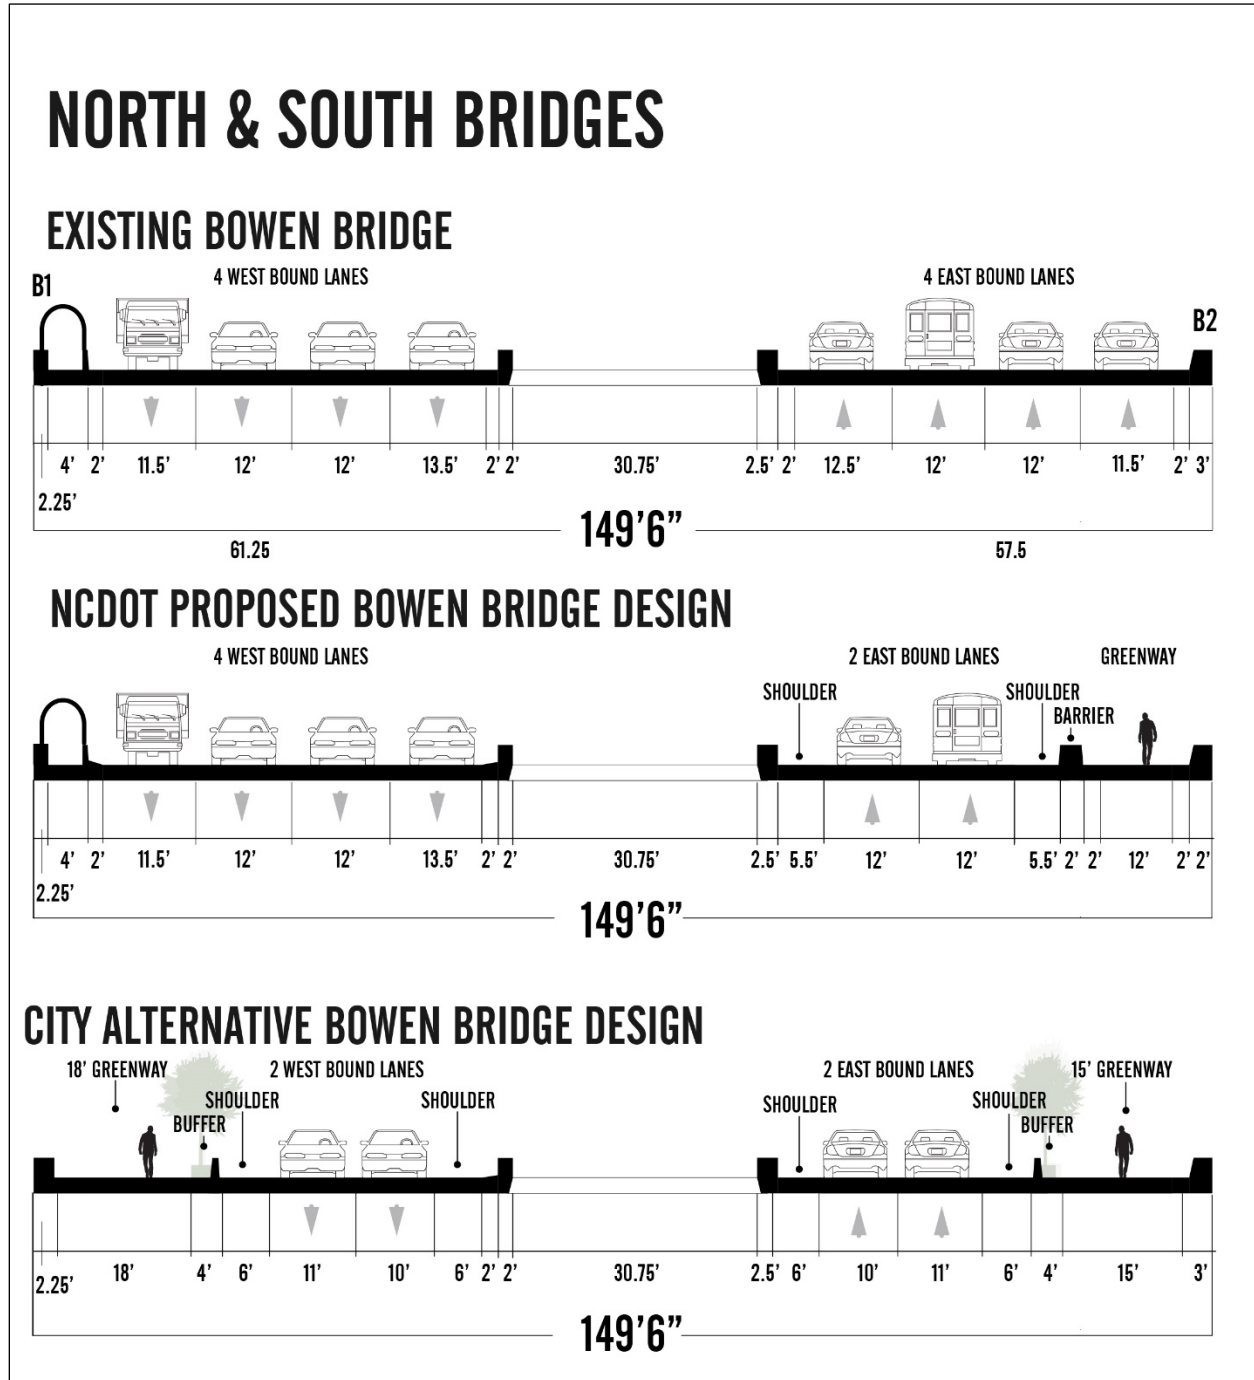 NORTH & SOUTH BRIDGES
EXISTING BOWEN BRIDGE
B1 4 WEST BOUND LANES 4 EAST BOUND LANES B2
4’ 2’ 11.5’ 12’ 12’ 13.5’ 2’ 2’ 30.75’ 2.5’ 2’ 12.5’ 12’ 12’ 11.5’ 2’ 3’
2.25’
149’6”
61.25 57.5
NCDOT PROPOSED BOWEN BRIDGE DESIGN
4 WEST BOUND LANES 2 EAST BOUND LANES GREENWAY
SHOULDER SHOULDER
BARRIER
4’ 2’ 11.5’ 12’ 12’ 13.5’ 2’ 2’ 30.75’ 2.5’ 5.5’ 12’ 12’ 5.5’ 2’ 2’ 12’ 2’ 2’
2.25’
149’6”
CITY ALTERNATIVE BOWEN BRIDGE DESIGN
18’ GREENWAY 2 WEST BOUND LANES 2 EAST BOUND LANES 15’ GREENWAY
SHOULDER SHOULDER SHOULDER SHOULDER
BUFFER BUFFER
2.25’ 18’ 4’ 6’ 11’ 10’ 6’ 2’ 2’ 30.75’ 2.5’ 6’ 10’ 11’ 6’ 4’ 15’ 3’
149’6”